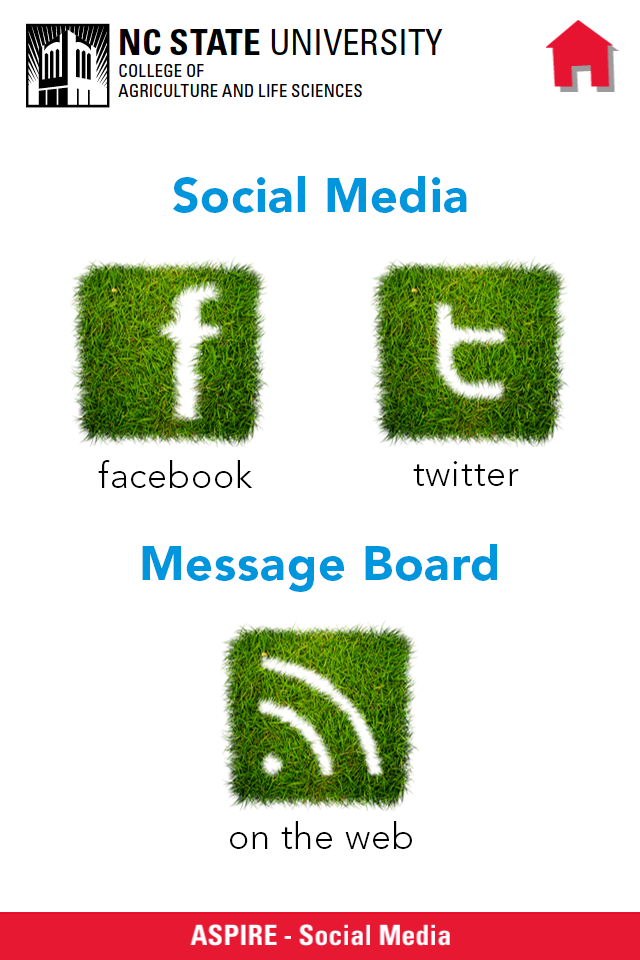 NC STATE UNIVERSITY
COLLEGE OF
AGRICULTURE AND LIFE SCIENCES
Social Media
f
t
facebook
twitter
Message Board
on the web
ASPIRE - Social Media